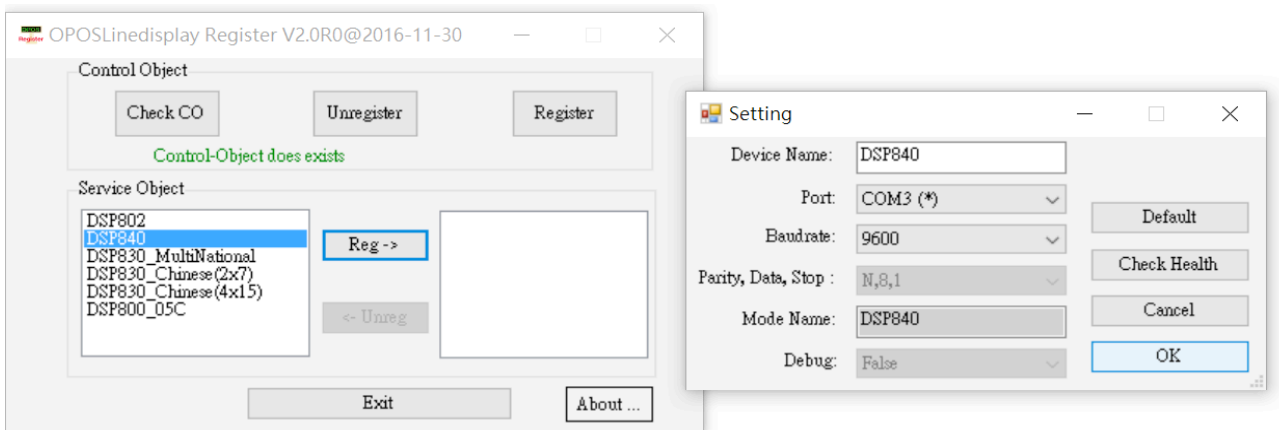 OPOS
Register
OPOSLinedisplay Register V2.0R0@2016-11-30
Control Object
Check CO
Unregister
Register
Control-Object does exists
Service Object
DSP802
DSP840
DSP830_MultiNational
DSP830_Chinese(2x7)
DSP830_Chinese(4x15)
DSP800_05C
Reg ->
<- Unreg
Exit
About ...
Setting
Device Name: DSP840
Port: COM3 (*)
Baudrate: 9600
Parity, Data, Stop : N,8,1
Mode Name: DSP840
Debug: False
Default
Check Health
Cancel
OK